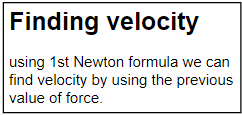 Finding velocity
using 1st Newton formula we can
find velocity by using the previous
value of force.